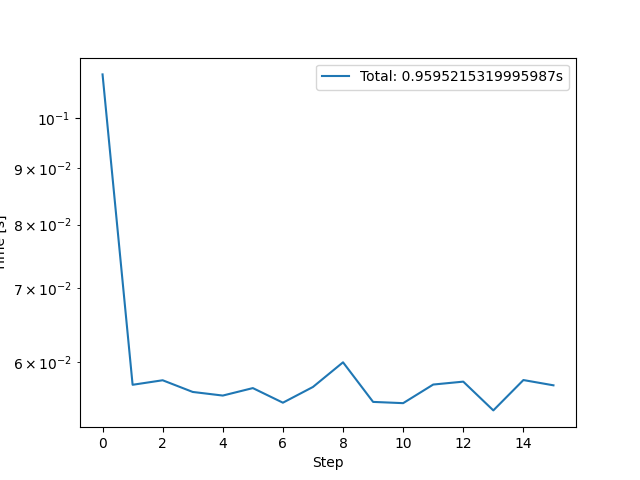 Total: 0.9595215319995987s
10⁻¹
9 × 10⁻²
8 × 10⁻²
7 × 10⁻²
6 × 10⁻²
Time [s]
0 2 4 6 8 10 12 14
Step